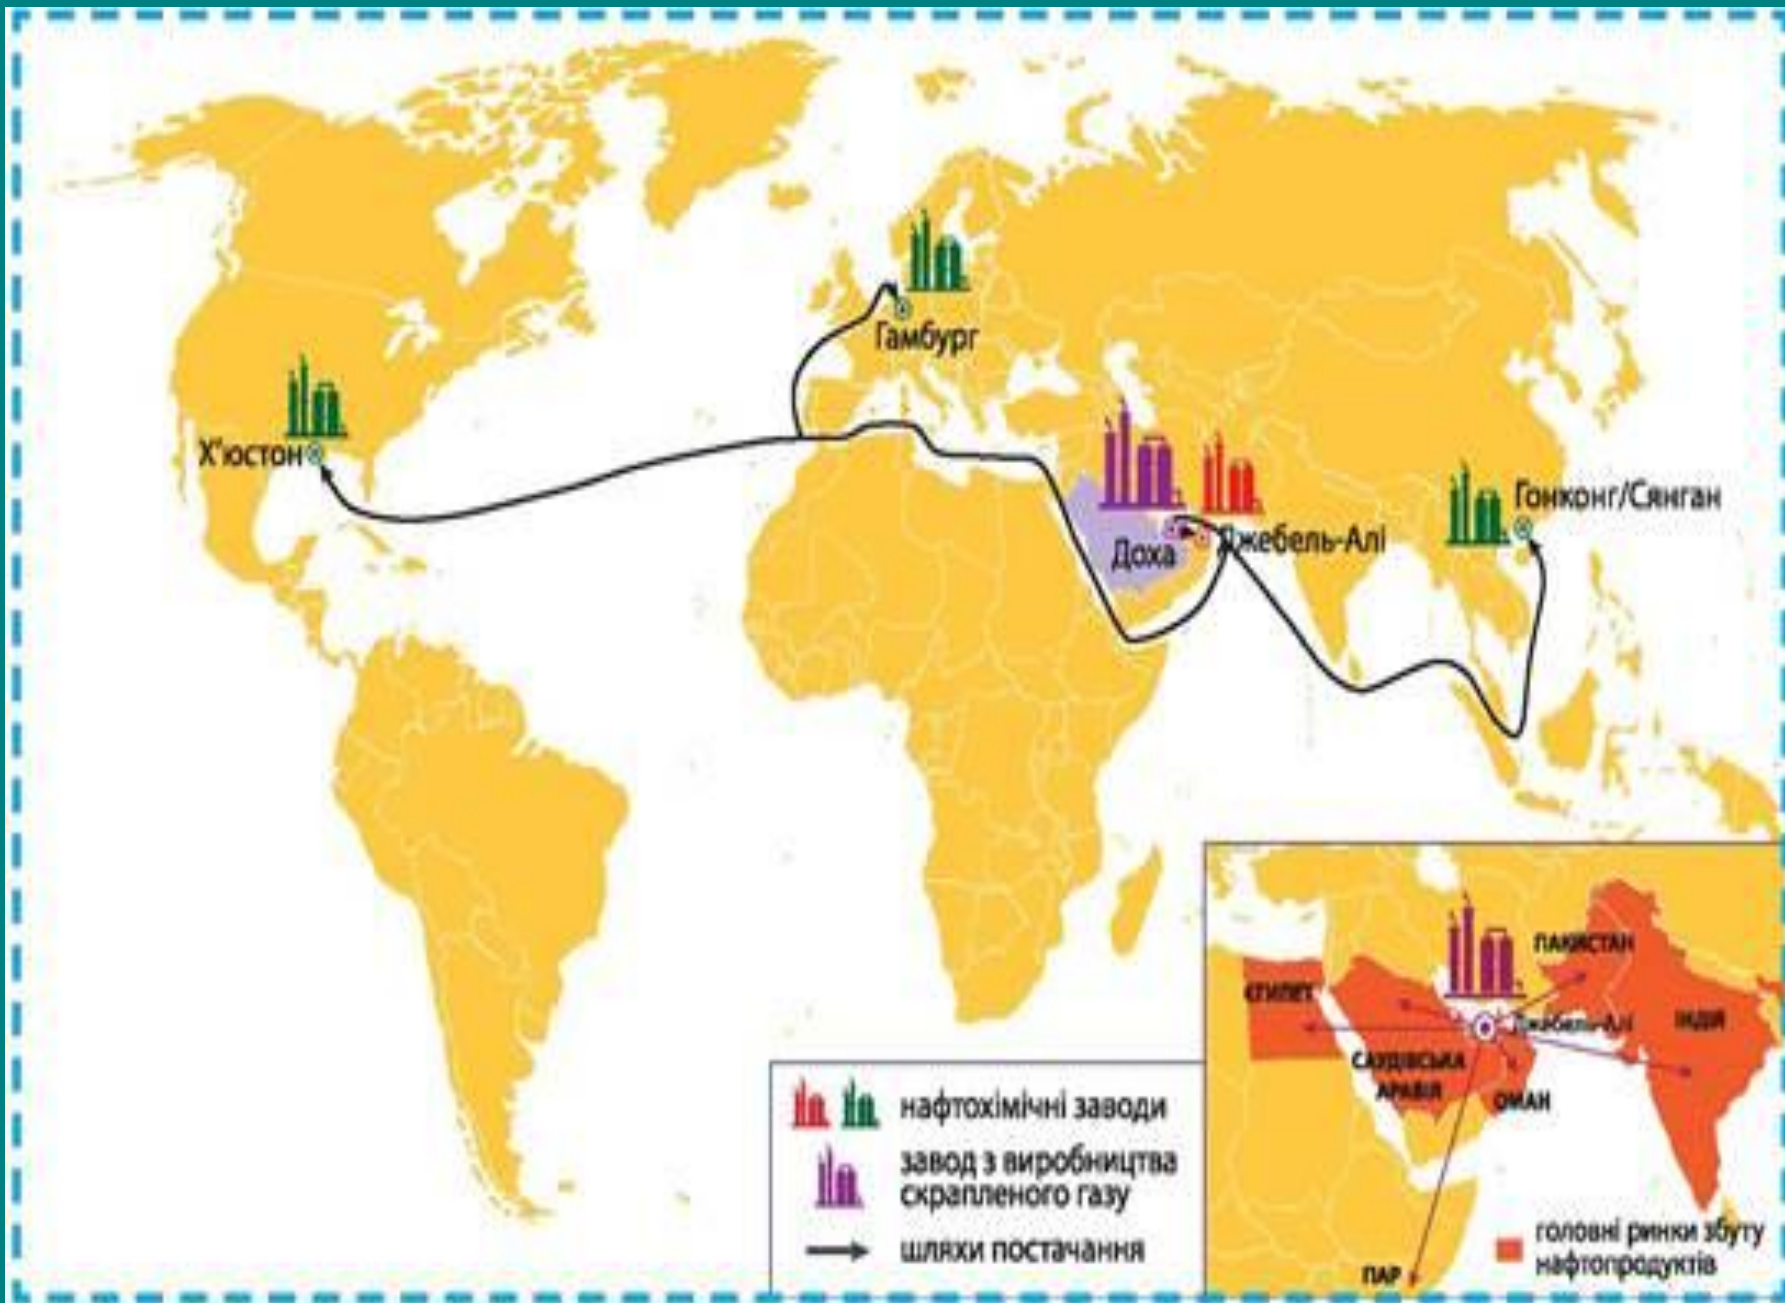 Гамбург
Х'юстон
Гонконг/Сянган
Джебель-Алі
Доха
ПАКИСТАН
ЄГИПЕТ
Джебель-Алі
ІНДІЯ
САУДІВСЬКА
АРАВІЯ
ОМАН
ПАР
нафтохімічні заводи
завод з виробництва
скрапленого газу
шляхи постачання
головні ринки збуту
нафтопродуктів